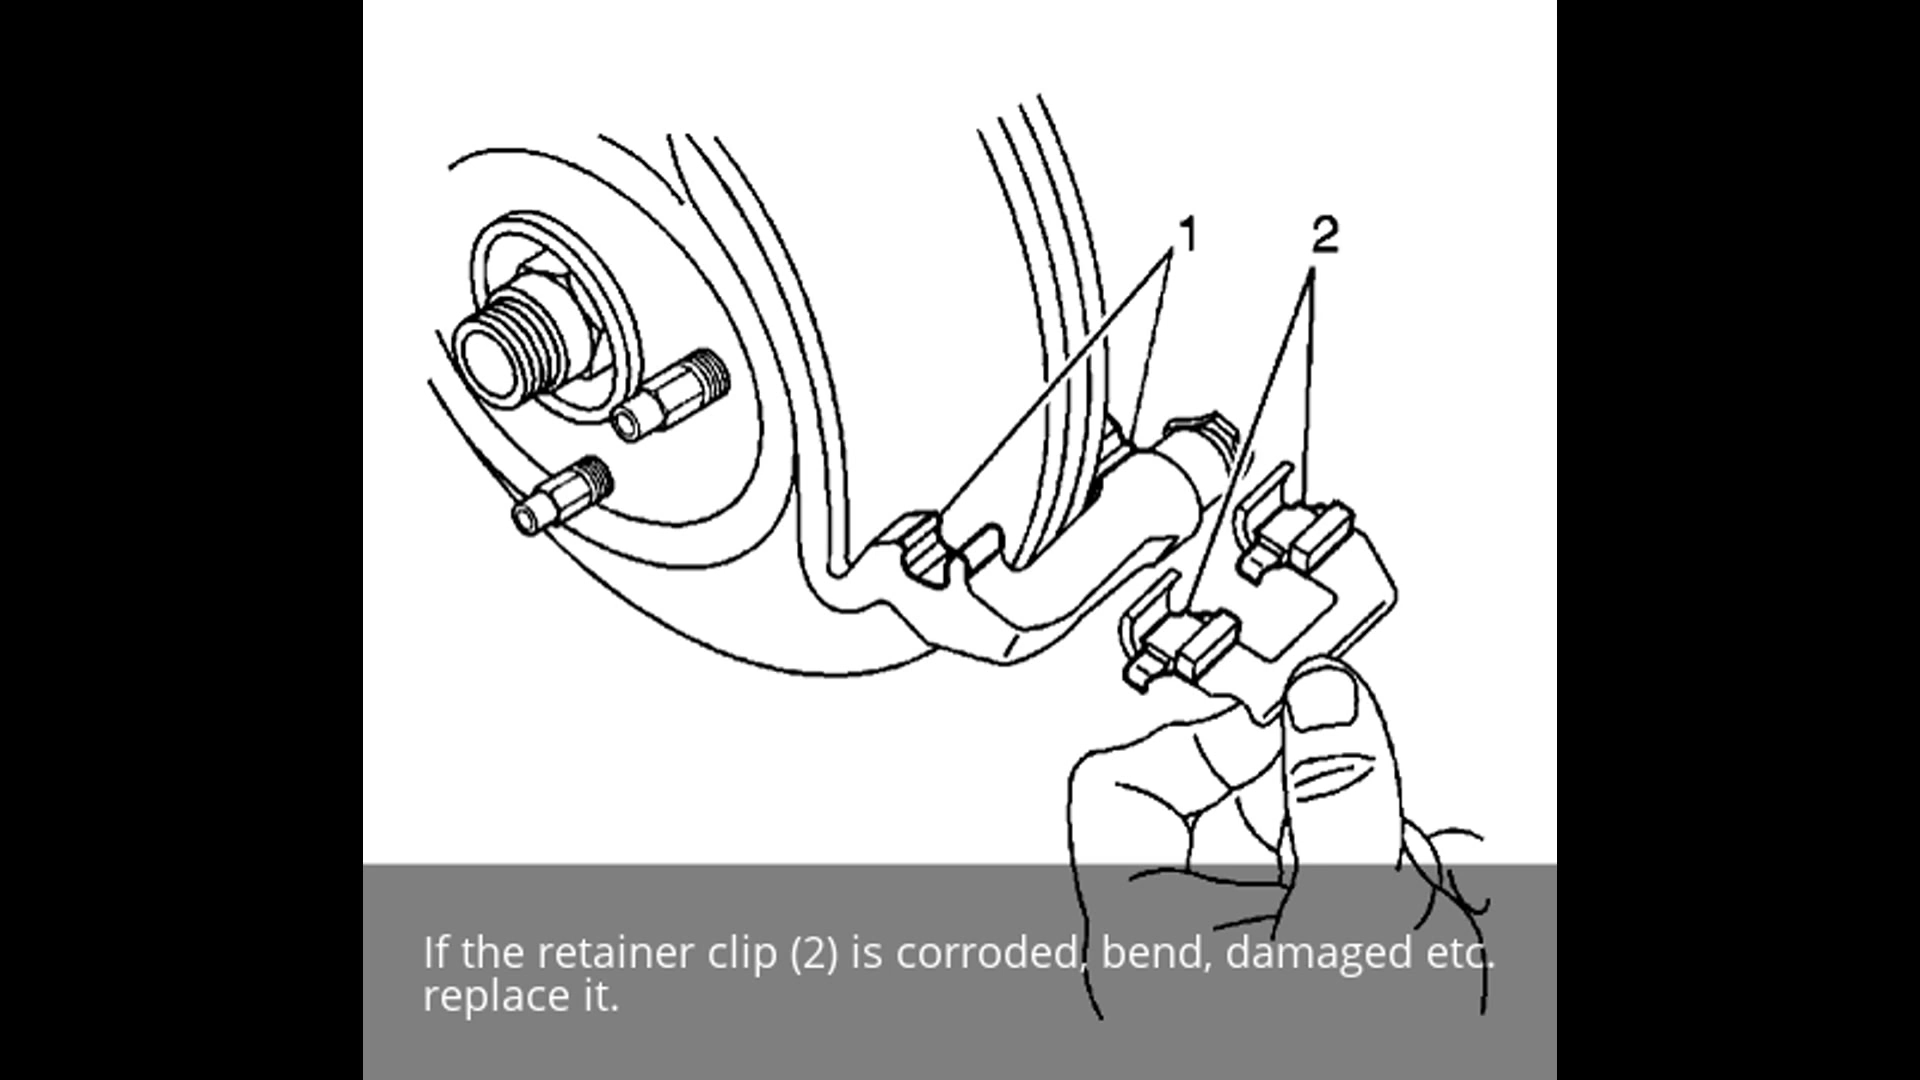 1
2
If the retainer clip (2) is corroded, bend, damaged etc.
replace it.